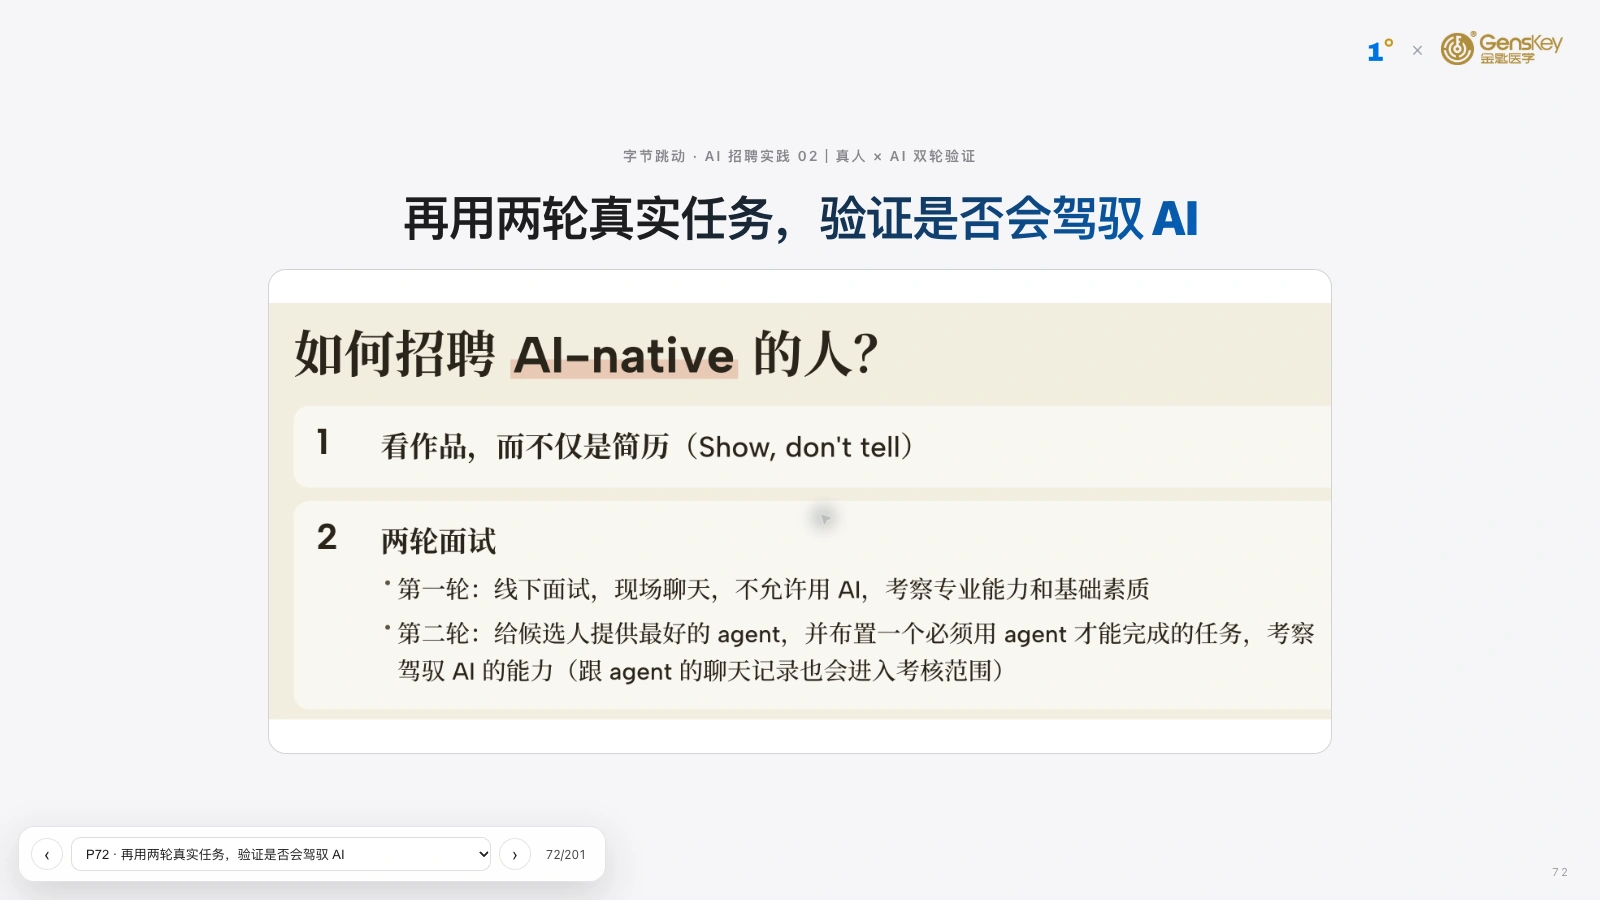 1°
×
GensKey®
金匙医学
字节跳动 · AI 招聘实践 02 | 真人 × AI 双轮验证
再用两轮真实任务，验证是否会驾驭 AI
如何招聘 AI-native 的人？
1
看作品，而不仅是简历（Show, don't tell）
2
两轮面试
• 第一轮：线下面试，现场聊天，不允许用 AI，考察专业能力和基础素质
• 第二轮：给候选人提供最好的 agent，并布置一个必须用 agent 才能完成的任务，考察
驾驭 AI 的能力（跟 agent 的聊天记录也会进入考核范围）
‹ P72 · 再用两轮真实任务，验证是否会驾驭 AI › 72/201
72